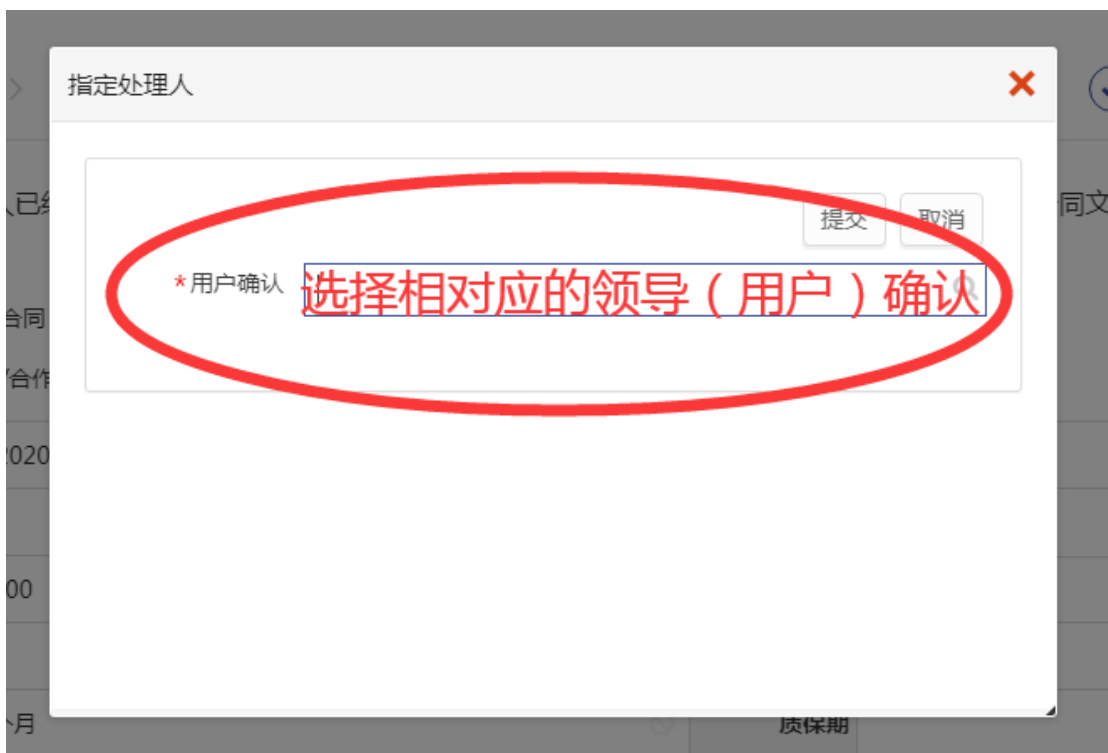 指定处理人
人已经
同文
提交 取消
*用户确认
选择相对应的领导（用户）确认
合同
合作
2020
00
个月
质保期